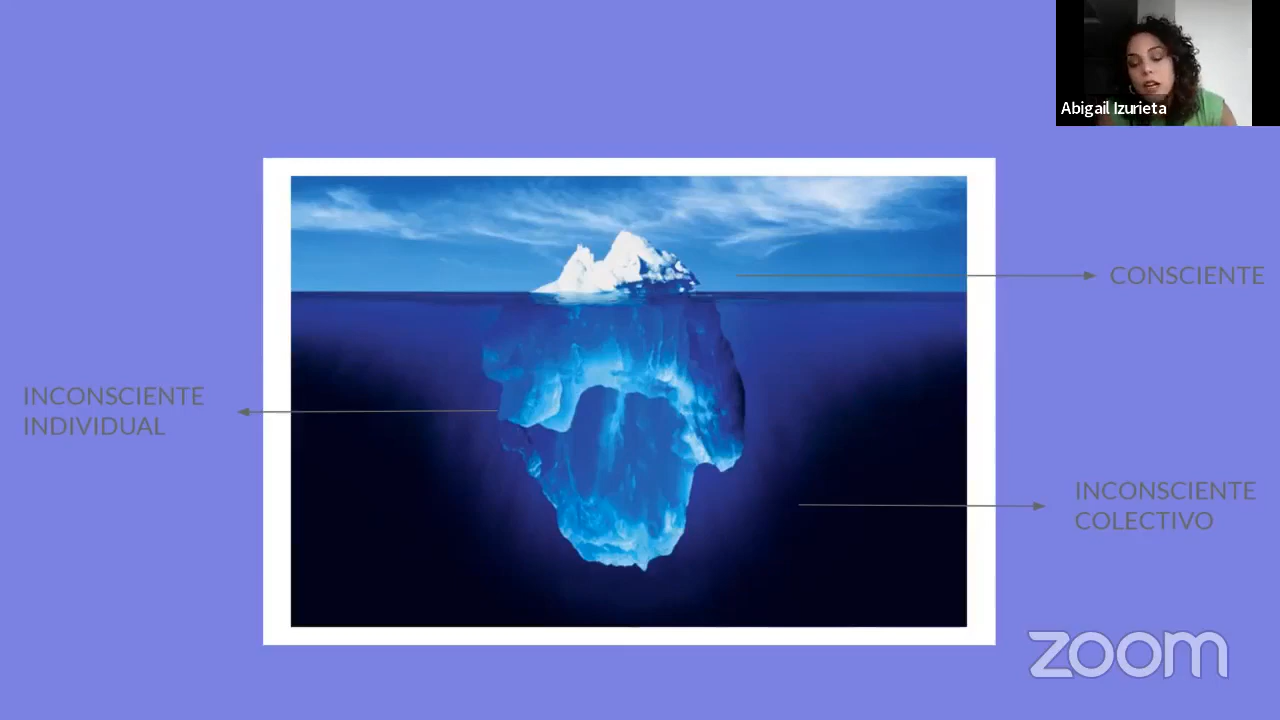 Abigail Izurieta
CONSCIENTE
INCONSCIENTE
INDIVIDUAL
INCONSCIENTE
COLECTIVO
zoom